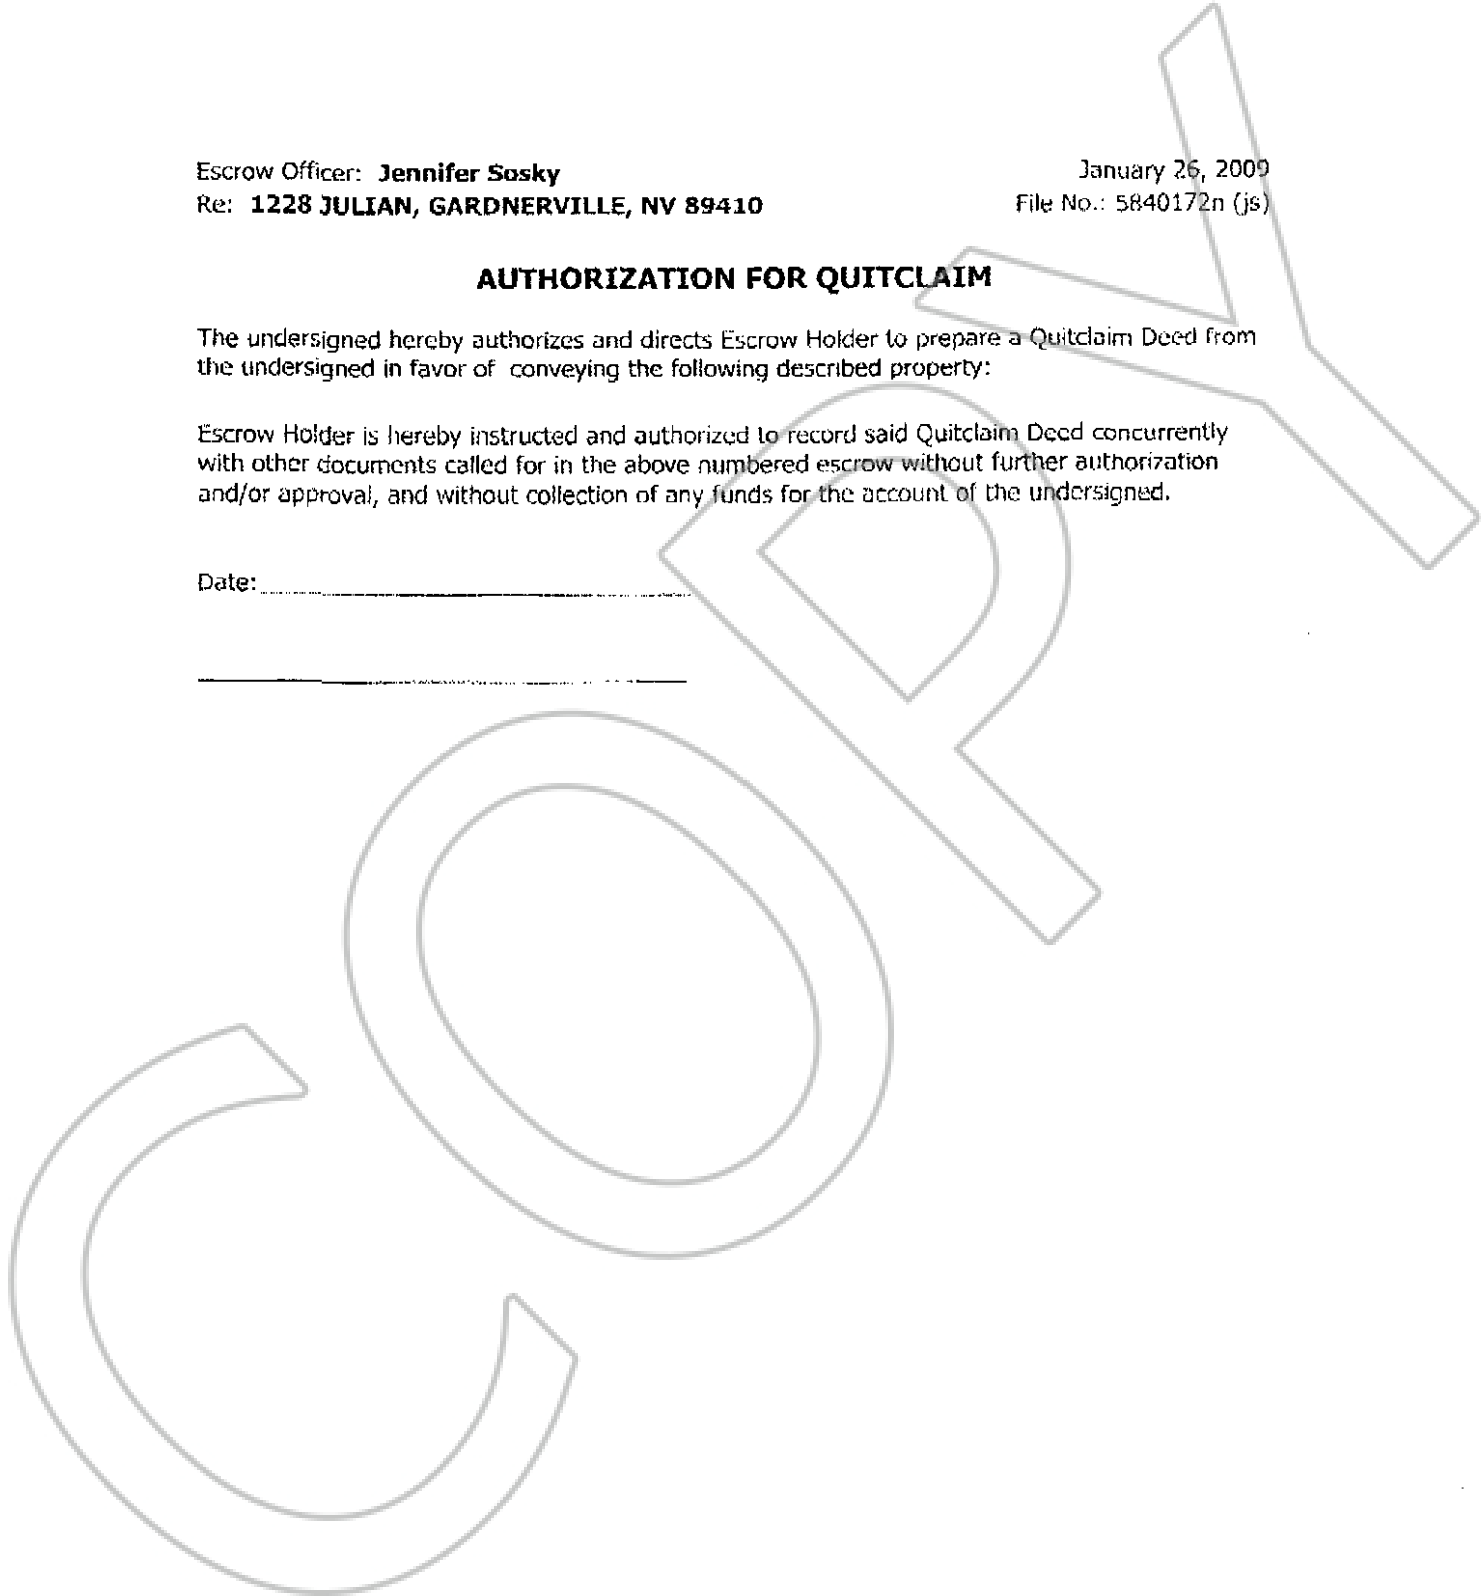 Escrow Officer: Jennifer Sosky
Re: 1228 JULIAN, GARDNERVILLE, NV 89410
January 26, 2009
File No.: 5840172n (js)
AUTHORIZATION FOR QUITCLAIM
The undersigned hereby authorizes and directs Escrow Holder to prepare a Quitclaim Deed from
the undersigned in favor of conveying the following described property:
Escrow Holder is hereby instructed and authorized to record said Quitclaim Deed concurrently
with other documents called for in the above numbered escrow without further authorization
and/or approval, and without collection of any funds for the account of the undersigned.
Date:
COPY